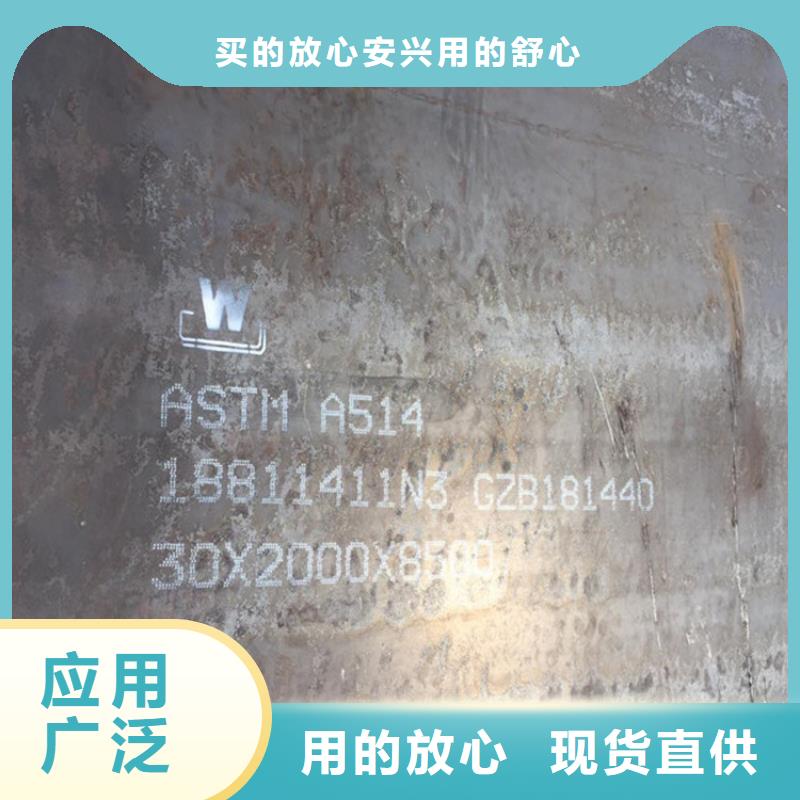 买的放心安兴用的舒心
W
ASTM A514
18811411N3 GZB181440
30X2000X8500
应用
广泛
用的放心 现货直供